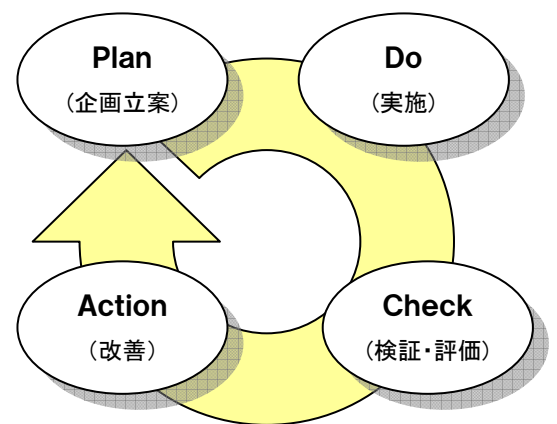 Plan
（企画立案）
Do
（実施）
Check
（検証・評価）
Action
（改善）